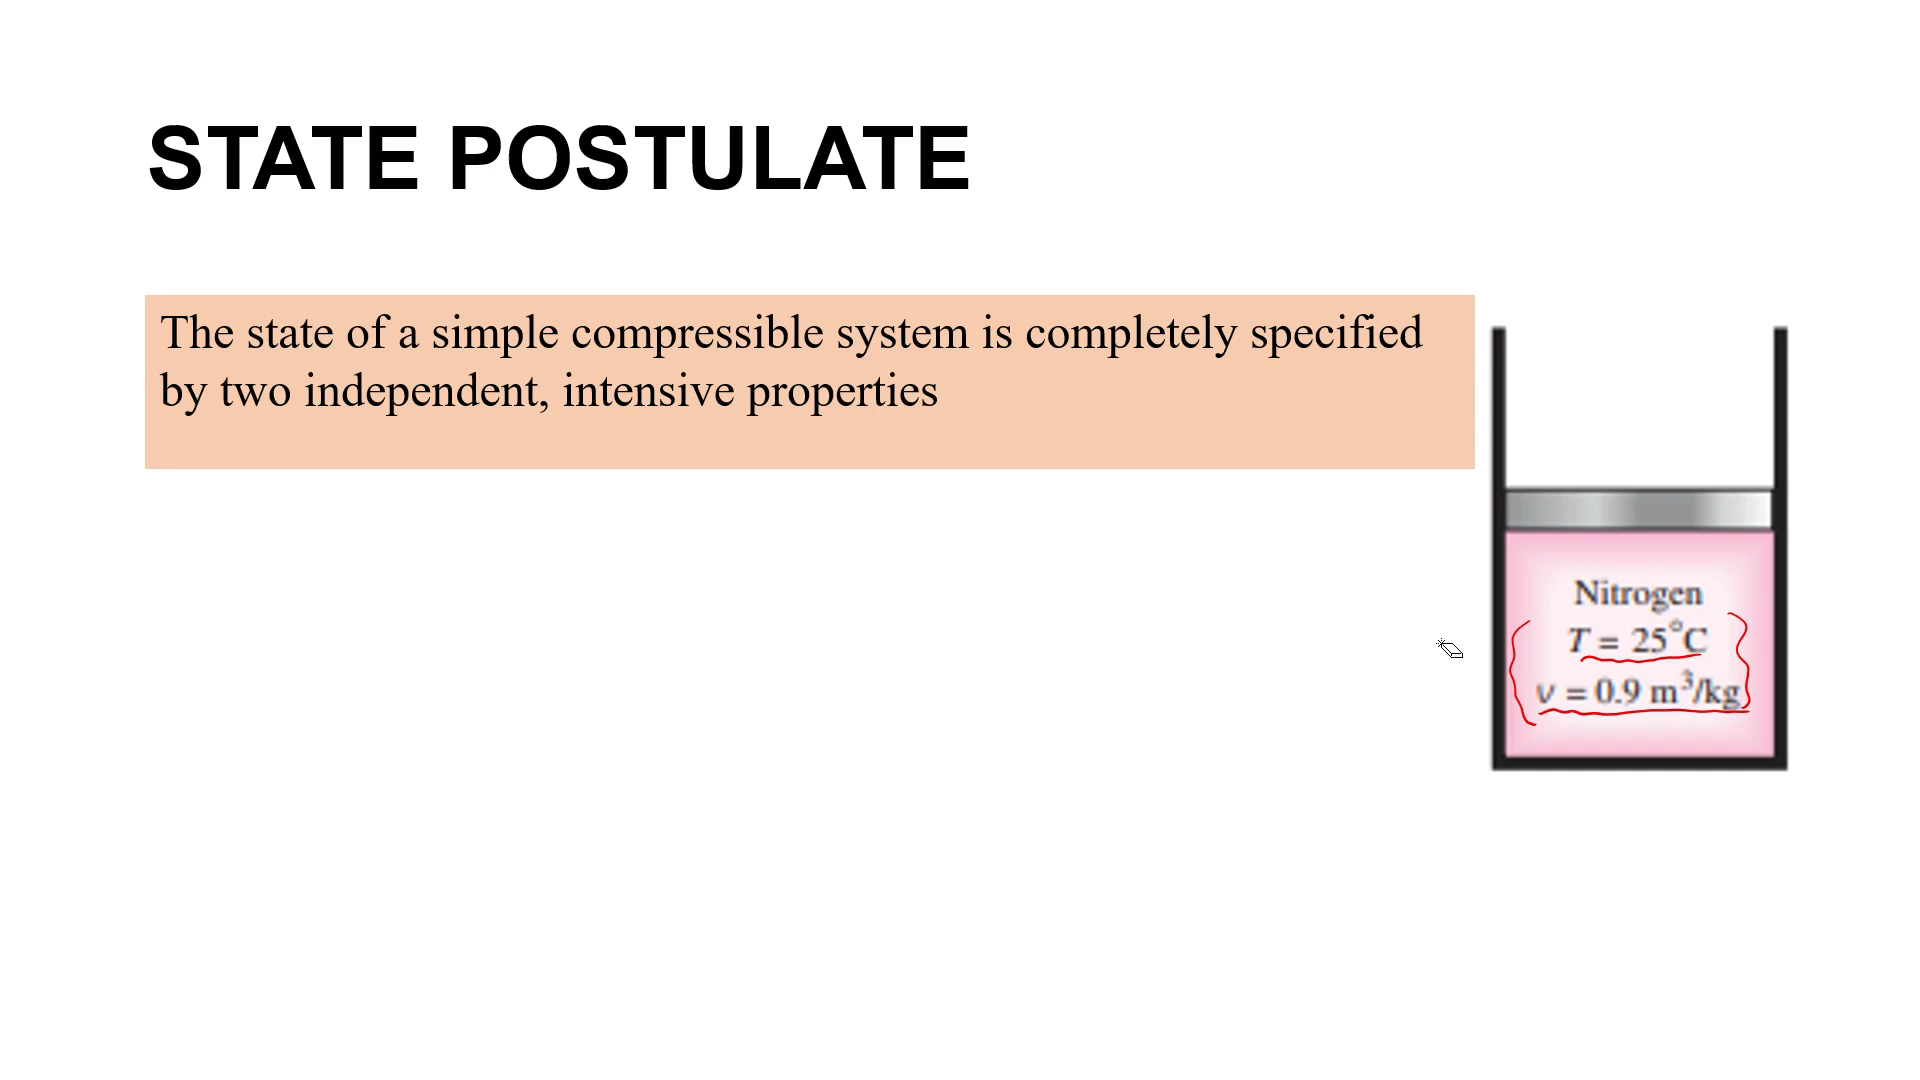 STATE POSTULATE
The state of a simple compressible system is completely specified
by two independent, intensive properties
Nitrogen
T = 25°C
v = 0.9 m³/kg